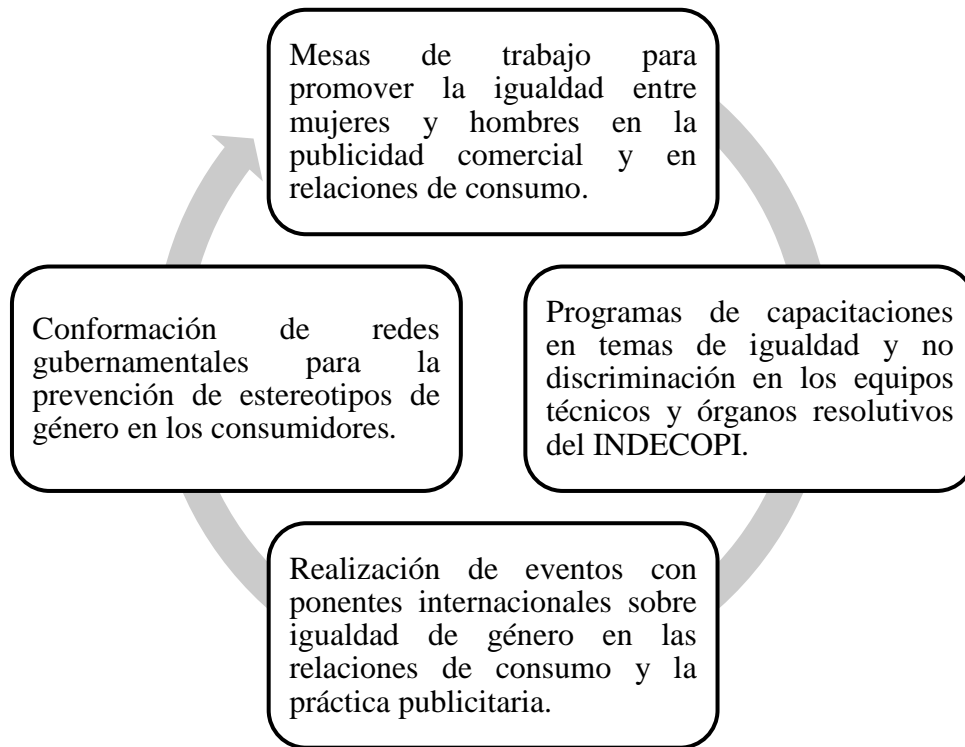 Mesas de trabajo para
promover la igualdad entre
mujeres y hombres en la
publicidad comercial y en
relaciones de consumo.
Programas de capacitaciones
en temas de igualdad y no
discriminación en los equipos
técnicos y órganos resolutivos
del INDECOPI.
Realización de eventos con
ponentes internacionales sobre
igualdad de género en las
relaciones de consumo y la
práctica publicitaria.
Conformación de redes
gubernamentales para la
prevención de estereotipos de
género en los consumidores.